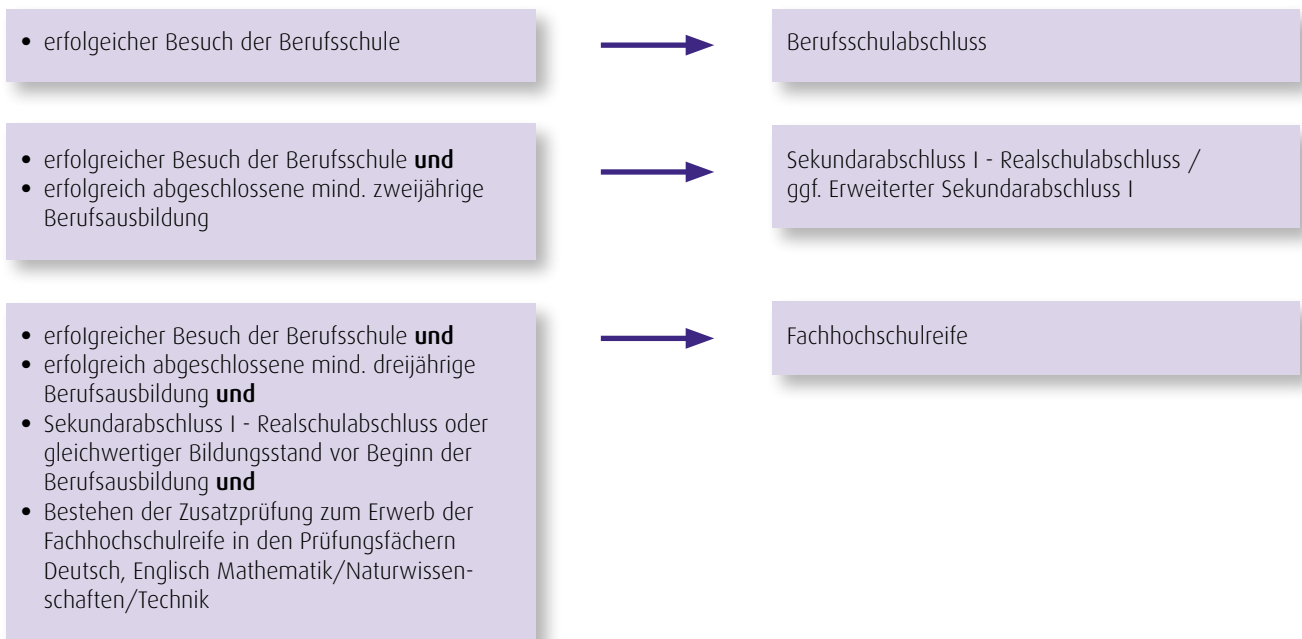 • erfolgeicher Besuch der Berufsschule
Berufsschulabschluss
• erfolgreicher Besuch der Berufsschule und
• erfolgreich abgeschlossene mind. zweijährige
Berufsausbildung
Sekundarabschluss I - Realschulabschluss /
ggf. Erweiterter Sekundarabschluss I
• erfolgreicher Besuch der Berufsschule und
• erfolgreich abgeschlossene mind. dreijährige
Berufsausbildung und
• Sekundarabschluss I - Realschulabschluss oder
gleichwertiger Bildungsstand vor Beginn der
Berufsausbildung und
• Bestehen der Zusatzprüfung zum Erwerb der
Fachhochschulreife in den Prüfungsfächern
Deutsch, Englisch Mathematik/Naturwissen-
schaften/Technik
Fachhochschulreife